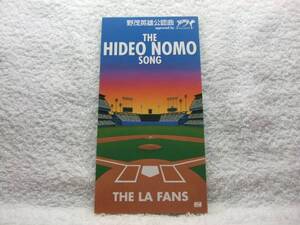 野茂英雄公認曲
approved by
THE
HIDEO NOMO
SONG
THE LA FANS